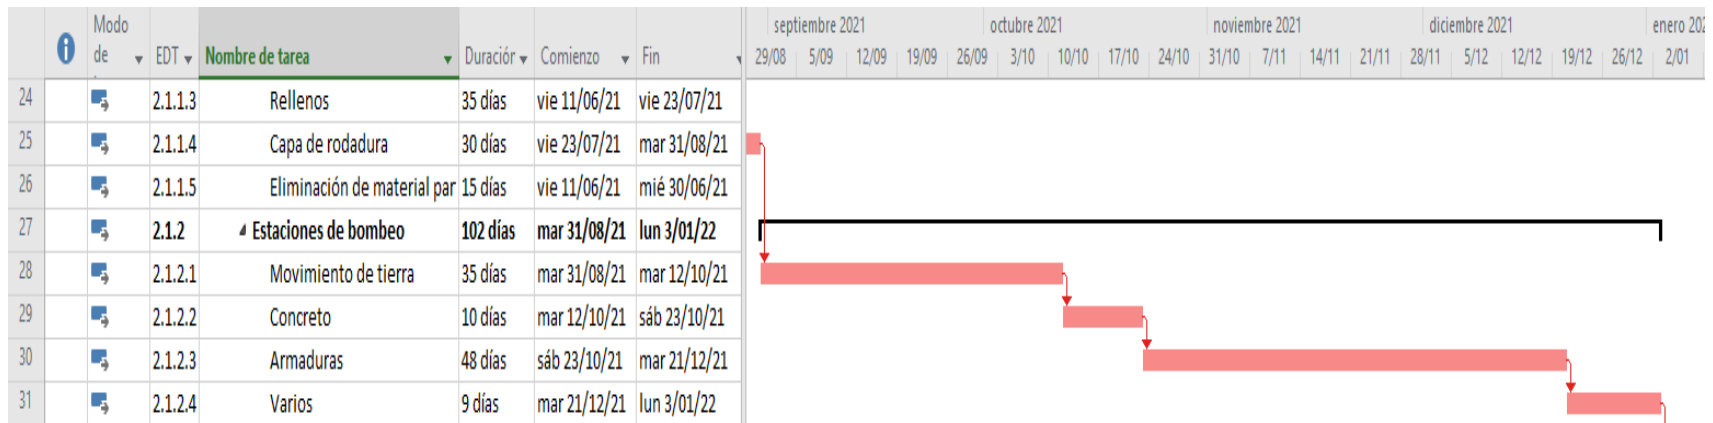 Modo de
EDT Nombre de tarea Duración Comienzo Fin
septiembre 2021 octubre 2021 noviembre 2021 diciembre 2021 enero 202
29/08 5/09 12/09 19/09 26/09 3/10 10/10 17/10 24/10 31/10 7/11 14/11 21/11 28/11 5/12 12/12 19/12 26/12 2/01
24 2.1.1.3 Rellenos 35 días vie 11/06/21 vie 23/07/21
25 2.1.1.4 Capa de rodadura 30 días vie 23/07/21 mar 31/08/21
26 2.1.1.5 Eliminación de material par 15 días vie 11/06/21 mié 30/06/21
27 2.1.2 Estaciones de bombeo 102 días mar 31/08/21 lun 3/01/22
28 2.1.2.1 Movimiento de tierra 35 días mar 31/08/21 mar 12/10/21
29 2.1.2.2 Concreto 10 días mar 12/10/21 sáb 23/10/21
30 2.1.2.3 Armaduras 48 días sáb 23/10/21 mar 21/12/21
31 2.1.2.4 Varios 9 días mar 21/12/21 lun 3/01/22